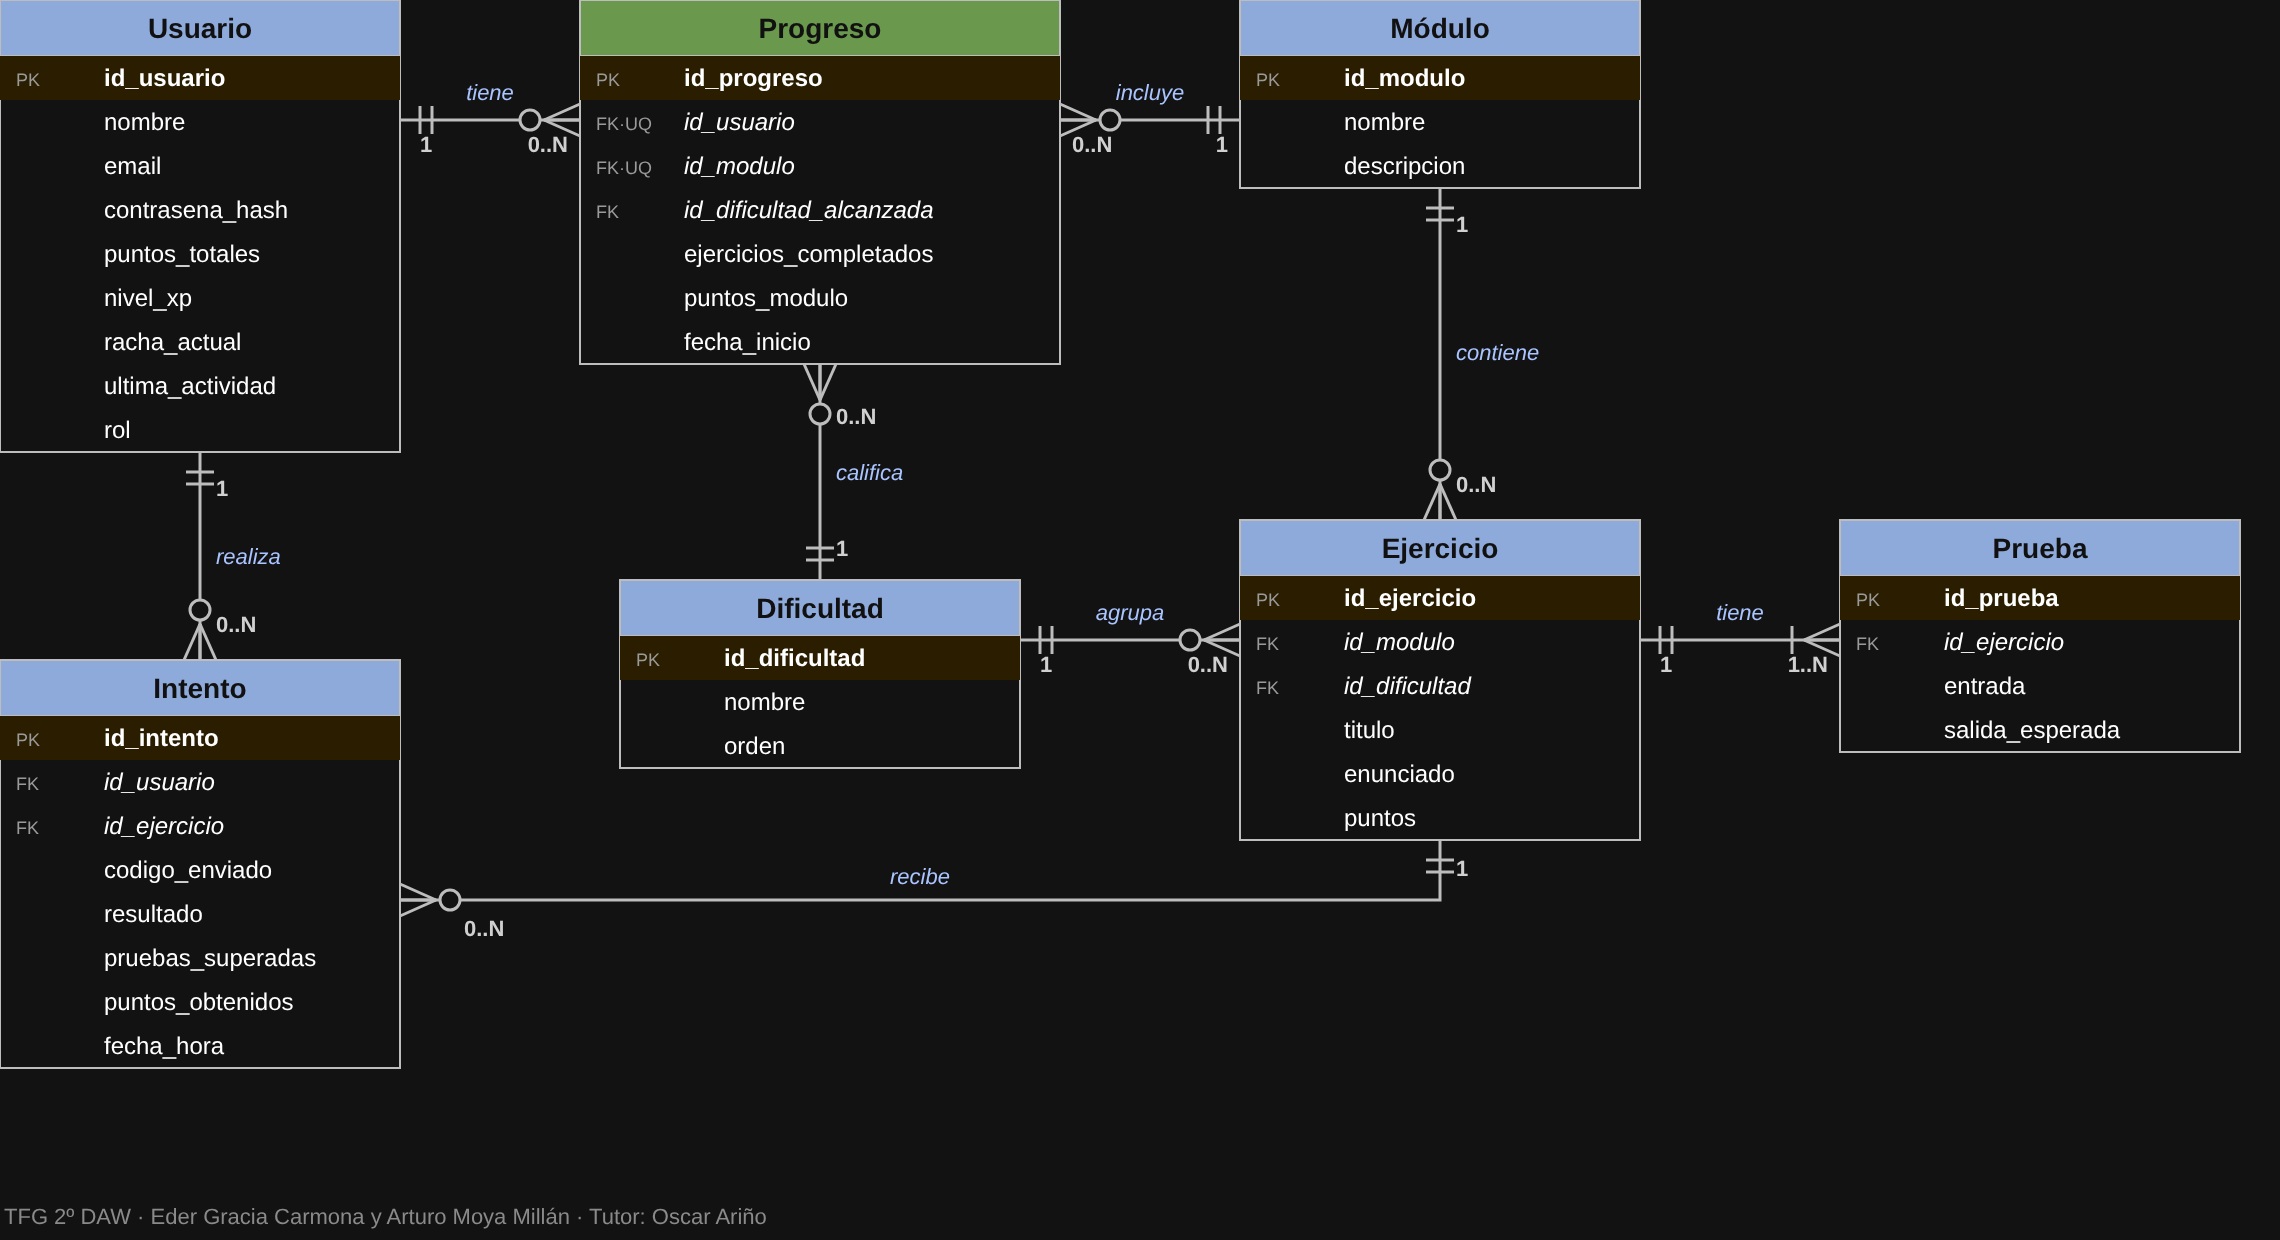 Usuario
PK id_usuario
nombre
email
contrasena_hash
puntos_totales
nivel_xp
racha_actual
ultima_actividad
rol
tiene
1
0..N
Progreso
PK id_progreso
FK·UQ id_usuario
FK·UQ id_modulo
FK id_dificultad_alcanzada
ejercicios_completados
puntos_modulo
fecha_inicio
incluye
0..N
1
Módulo
PK id_modulo
nombre
descripcion
1
contiene
0..N
0..N
califica
1
1
realiza
0..N
Intento
PK id_intento
FK id_usuario
FK id_ejercicio
codigo_enviado
resultado
pruebas_superadas
puntos_obtenidos
fecha_hora
Dificultad
PK id_dificultad
nombre
orden
agrupa
1
0..N
Ejercicio
PK id_ejercicio
FK id_modulo
FK id_dificultad
titulo
enunciado
puntos
tiene
1
1..N
Prueba
PK id_prueba
FK id_ejercicio
entrada
salida_esperada
1
recibe
0..N
TFG 2º DAW · Eder Gracia Carmona y Arturo Moya Millán · Tutor: Oscar Ariño